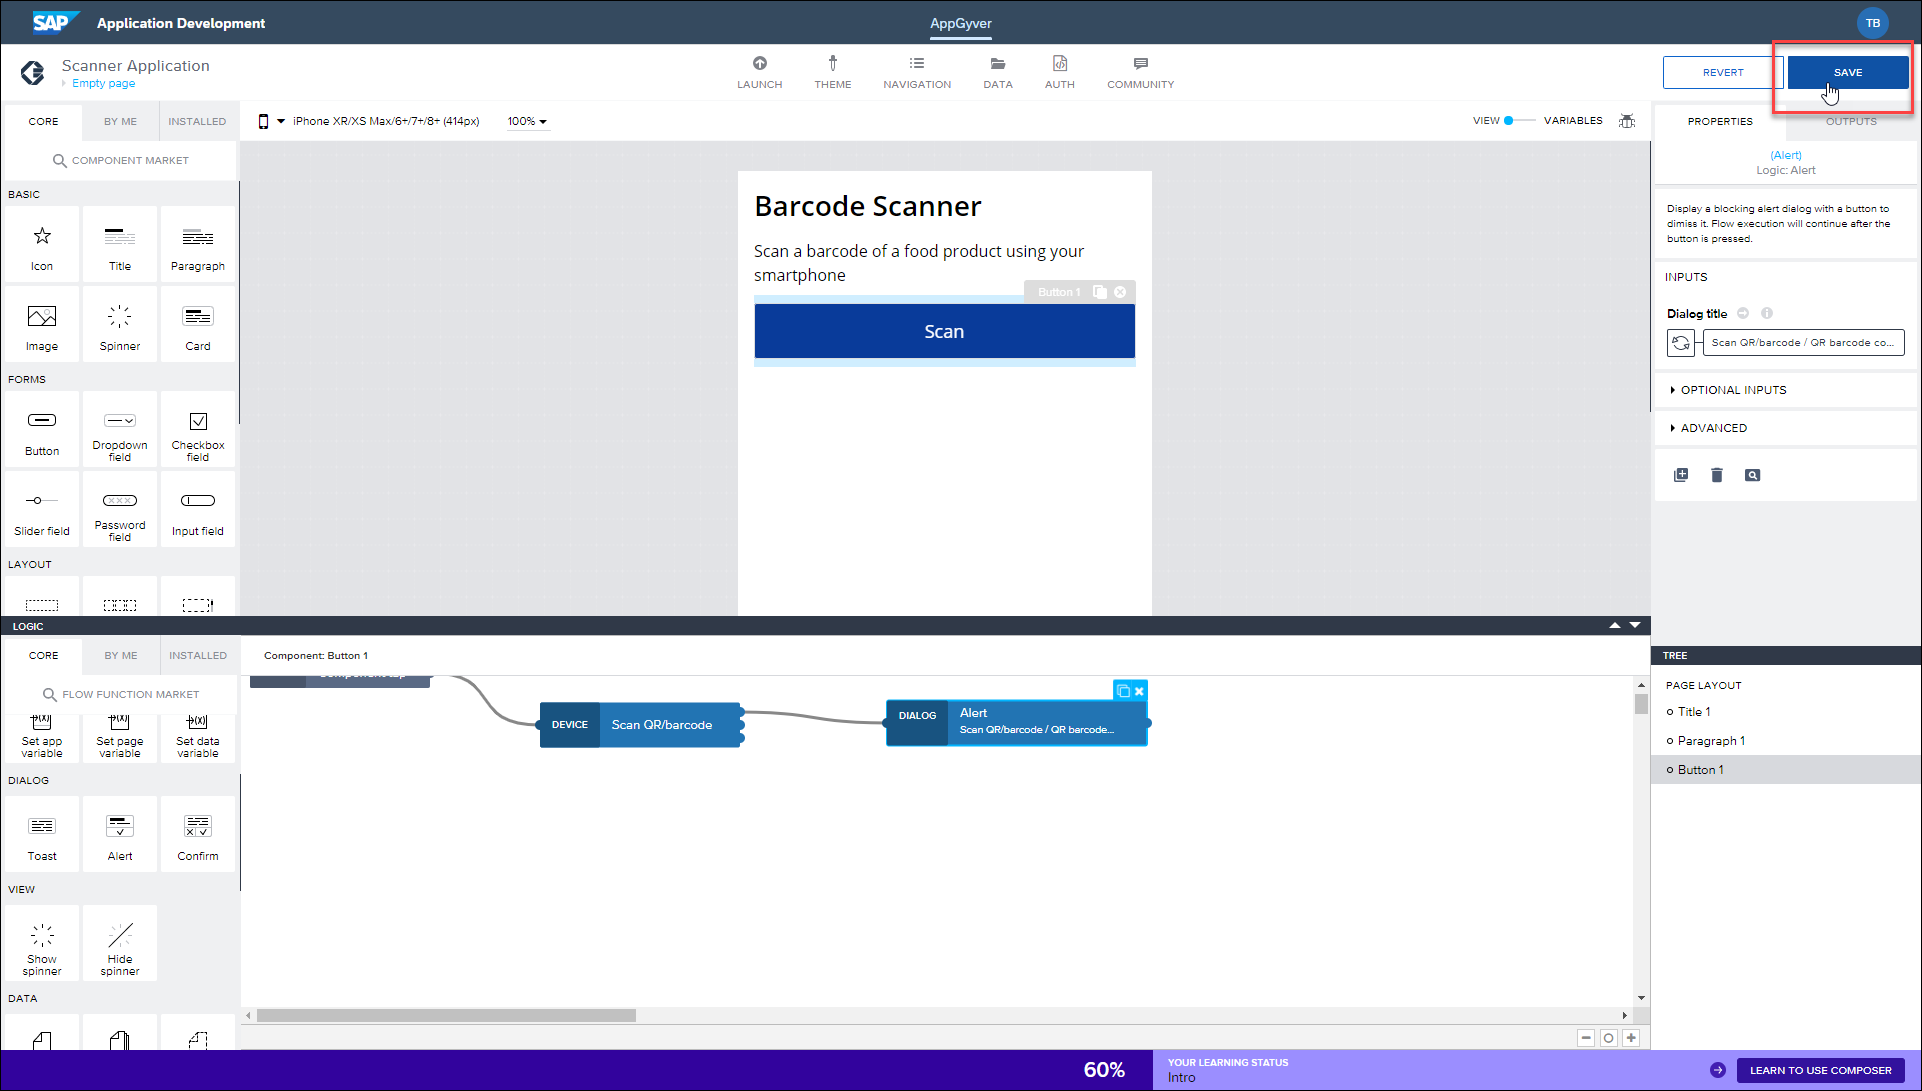 SAP Application Development
AppGyver
TB
Scanner Application
Empty page
LAUNCH
THEME
NAVIGATION
DATA
AUTH
COMMUNITY
REVERT
SAVE
CORE
BY ME
INSTALLED
iPhone XR/XS Max/6+/7+/8+ (414px)
100%
VIEW
VARIABLES
PROPERTIES
OUTPUTS
COMPONENT MARKET
BASIC
Icon
Title
Paragraph
Image
Spinner
Card
FORMS
Button
Dropdown
field
Checkbox
field
Slider field
Password
field
Input field
LAYOUT
Barcode Scanner
Scan a barcode of a food product using your
smartphone
Button 1
Scan
(Alert)
Logic: Alert
Display a blocking alert dialog with a button to
dimiss it. Flow execution will continue after the
button is pressed.
INPUTS
Dialog title
Scan QR/barcode / QR barcode co...
OPTIONAL INPUTS
ADVANCED
LOGIC
CORE
BY ME
INSTALLED
Component: Button 1
FLOW FUNCTION MARKET
Set app
variable
Set page
variable
Set data
variable
DIALOG
Toast
Alert
Confirm
VIEW
Show
spinner
Hide
spinner
DATA
Component tap
DEVICE
Scan QR/barcode
DIALOG
Alert
Scan QR/barcode / QR barcode...
TREE
PAGE LAYOUT
Title 1
Paragraph 1
Button 1
60%
YOUR LEARNING STATUS
Intro
LEARN TO USE COMPOSER